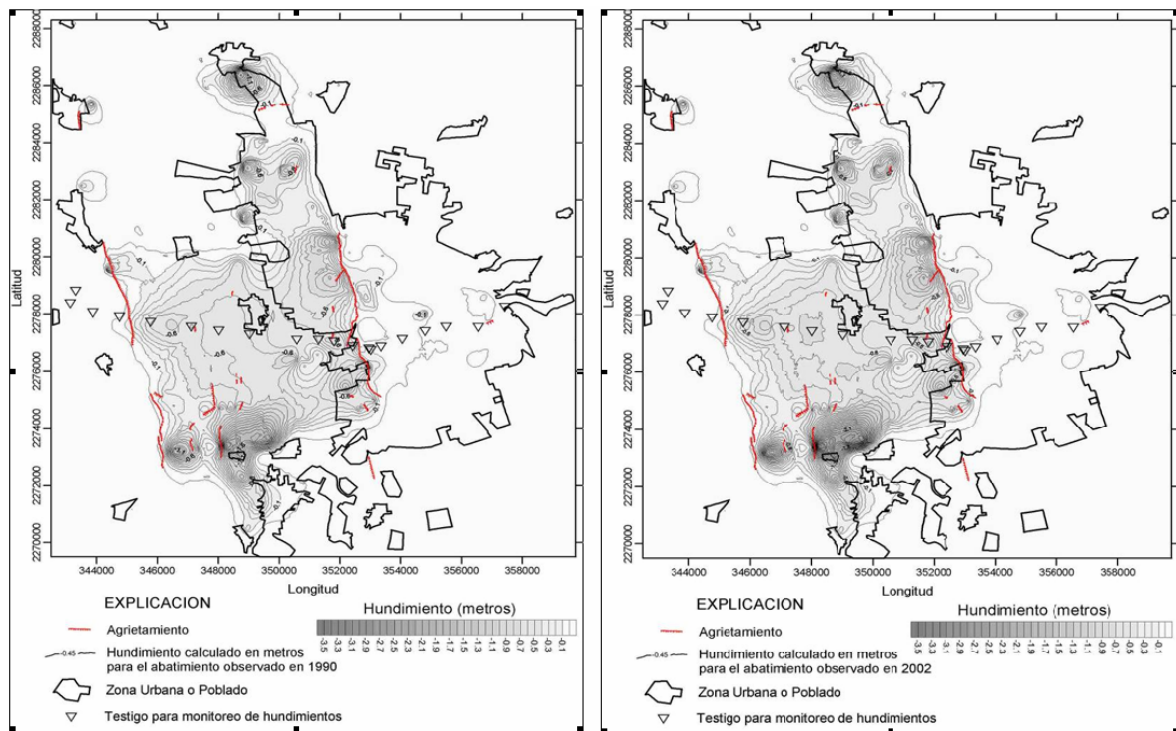 2288000
2286000
2284000
2282000
2280000
2278000
2276000
2274000
2272000
2270000
Latitud
344000 346000 348000 350000 352000 354000 356000 358000
Longitud
EXPLICACION
Agrietamiento
-0.45 Hundimiento calculado en metros
para el abatimiento observado en 1990
Zona Urbana o Poblado
Testigo para monitoreo de hundimientos
Hundimiento (metros)
-3.5 -3.3 -3.1 -2.9 -2.7 -2.5 -2.3 -2.1 -1.9 -1.7 -1.5 -1.3 -1.1 -0.9 -0.7 -0.5 -0.3 -0.1
2288000
2286000
2284000
2282000
2280000
2278000
2276000
2274000
2272000
2270000
Latitud
344000 346000 348000 350000 352000 354000 356000 358000
Longitud
EXPLICACION
Agrietamiento
-0.45 Hundimiento calculado en metros
para el abatimiento observado en 2002
Zona Urbana o Poblado
Testigo para monitoreo de hundimientos
Hundimiento (metros)
-3.5 -3.3 -3.1 -2.9 -2.7 -2.5 -2.3 -2.1 -1.9 -1.7 -1.5 -1.3 -1.1 -0.9 -0.7 -0.5 -0.3 -0.1